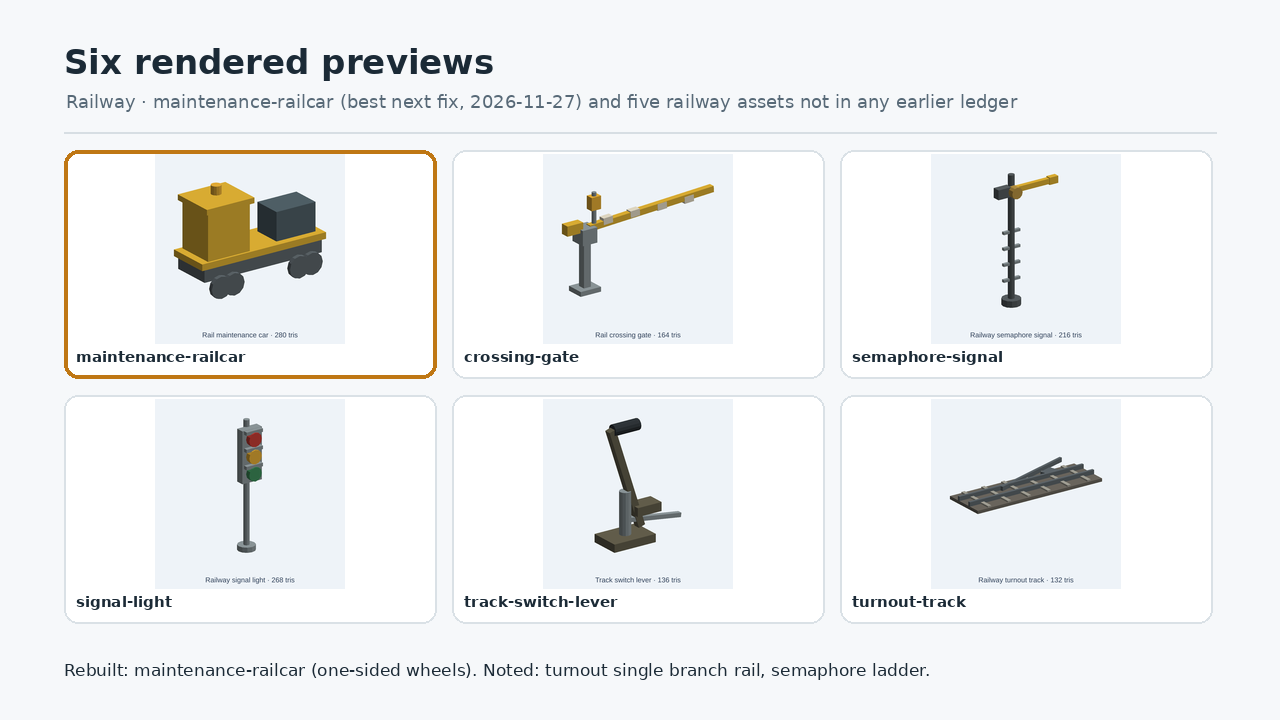 Six rendered previews
Railway · maintenance-railcar (best next fix, 2026-11-27) and five railway assets not in any earlier ledger
Rail maintenance car · 280 tris
maintenance-railcar
Rail crossing gate · 164 tris
crossing-gate
Railway semaphore signal · 216 tris
semaphore-signal
Railway signal light · 268 tris
signal-light
Track switch lever · 136 tris
track-switch-lever
Railway turnout track · 132 tris
turnout-track
Rebuilt: maintenance-railcar (one-sided wheels). Noted: turnout single branch rail, semaphore ladder.